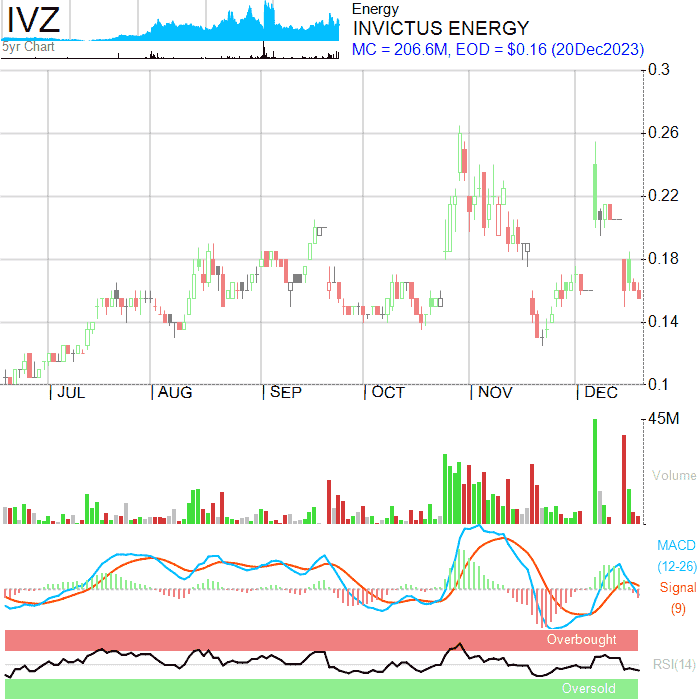 IVZ
5yr Chart
Energy
INVICTUS ENERGY
MC = 206.6M, EOD = $0.16 (20Dec2023)
0.3
0.26
0.22
0.18
0.14
0.1
JUL
AUG
SEP
OCT
NOV
DEC
45M
Volume
MACD
(12-26)
Signal
(9)
Overbought
RSI(14)
Oversold